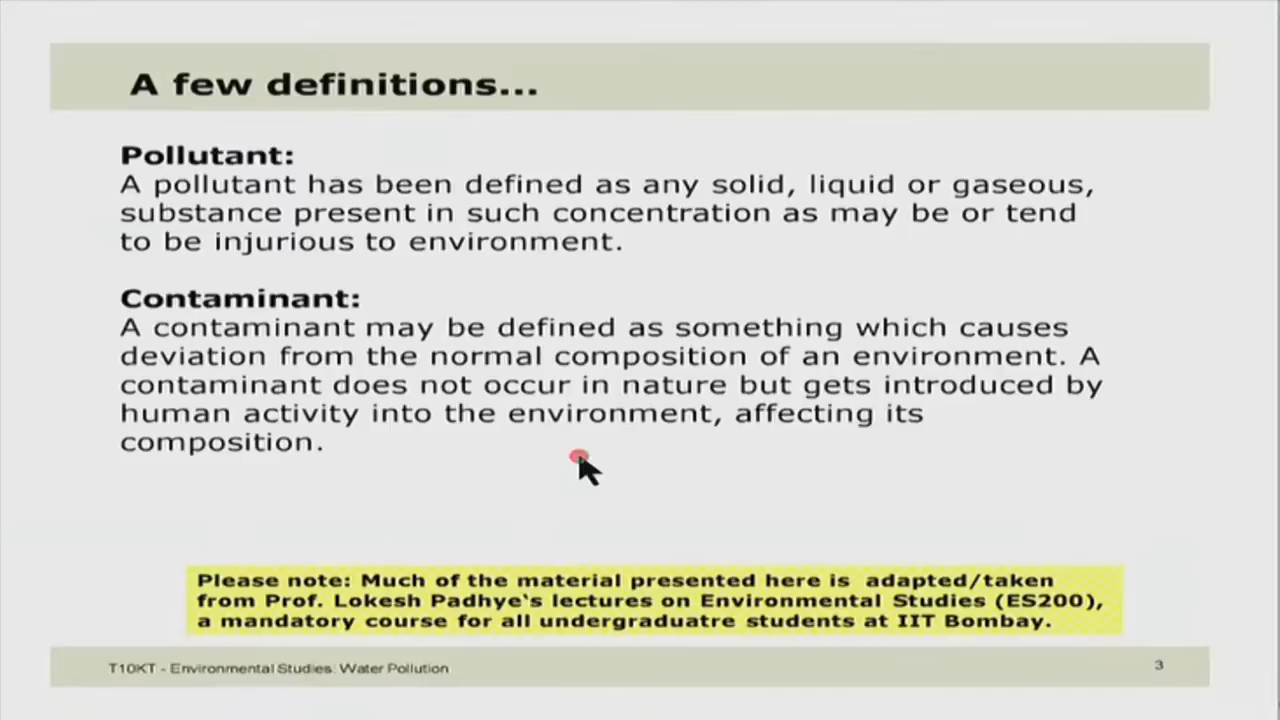 A few definitions...
Pollutant:
A pollutant has been defined as any solid, liquid or gaseous,
substance present in such concentration as may be or tend
to be injurious to environment.
Contaminant:
A contaminant may be defined as something which causes
deviation from the normal composition of an environment. A
contaminant does not occur in nature but gets introduced by
human activity into the environment, affecting its
composition.
Please note: Much of the material presented here is adapted/taken
from Prof. Lokesh Padhye's lectures on Environmental Studies (ES200),
a mandatory course for all undergraduatre students at IIT Bombay.
T10KT - Environmental Studies: Water Pollution
3